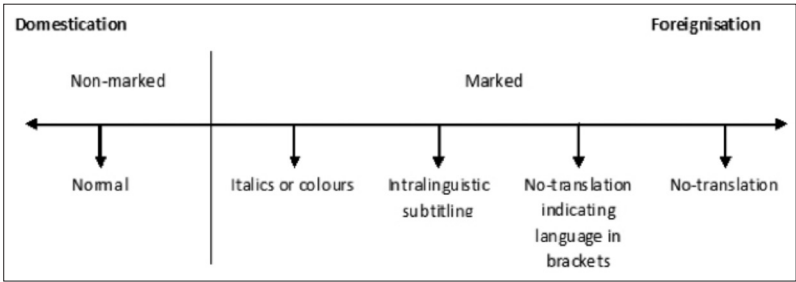 Domestication Foreignisation
Non-marked Marked
Normal
Italics or colours
Intralinguistic
subtitling
No-translation
indicating
language in
brackets
No-translation